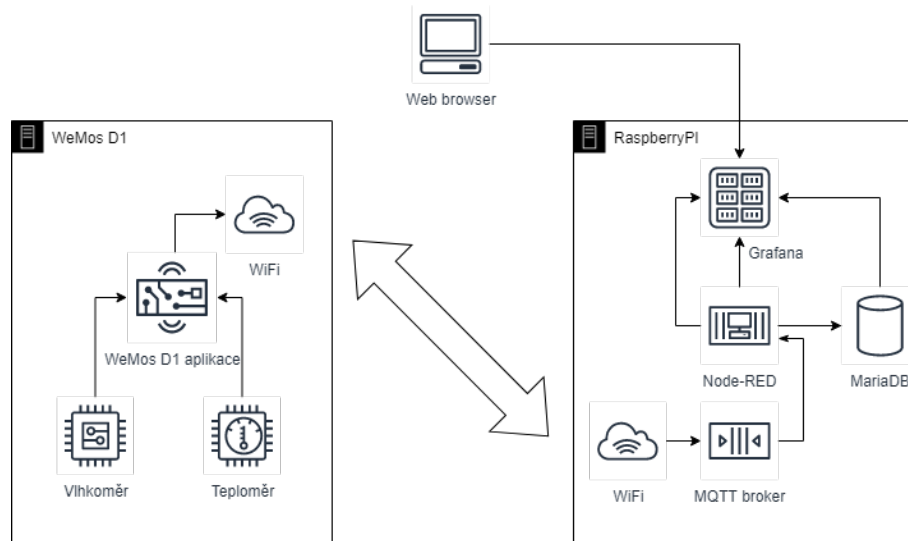 Web browser
WeMos D1
WiFi
WeMos D1 aplikace
Vlhkoměr
Teploměr
RaspberryPI
Grafana
Node-RED
MariaDB
WiFi
MQTT broker